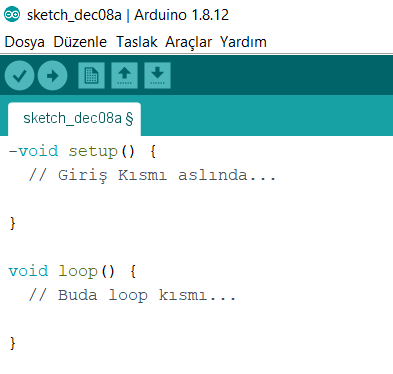 sketch_dec08a | Arduino 1.8.12
Dosya Düzenle Taslak Araçlar Yardım
sketch_dec08a §
-void setup() {
  // Giriş Kısmı aslında...
}
void loop() {
  // Buda loop kısmı...
}